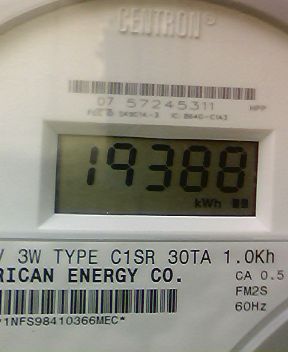 CENTRON®
07 57245311 HPP
19388
kWh
V 3W TYPE C1SR 30TA 1.0Kh
RICAN ENERGY CO. CA 0.5
FM2S
*1NFS98410366MEC* 60Hz